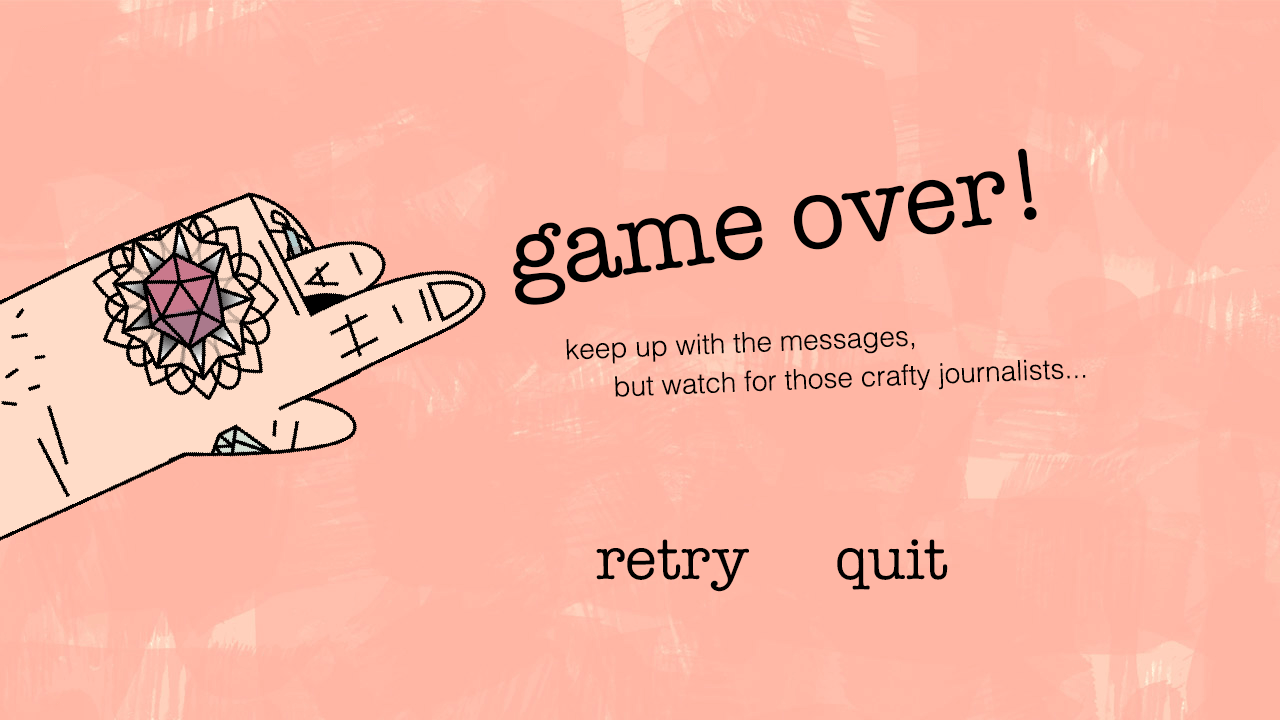 game over!
keep up with the messages,
but watch for those crafty journalists...
retry quit